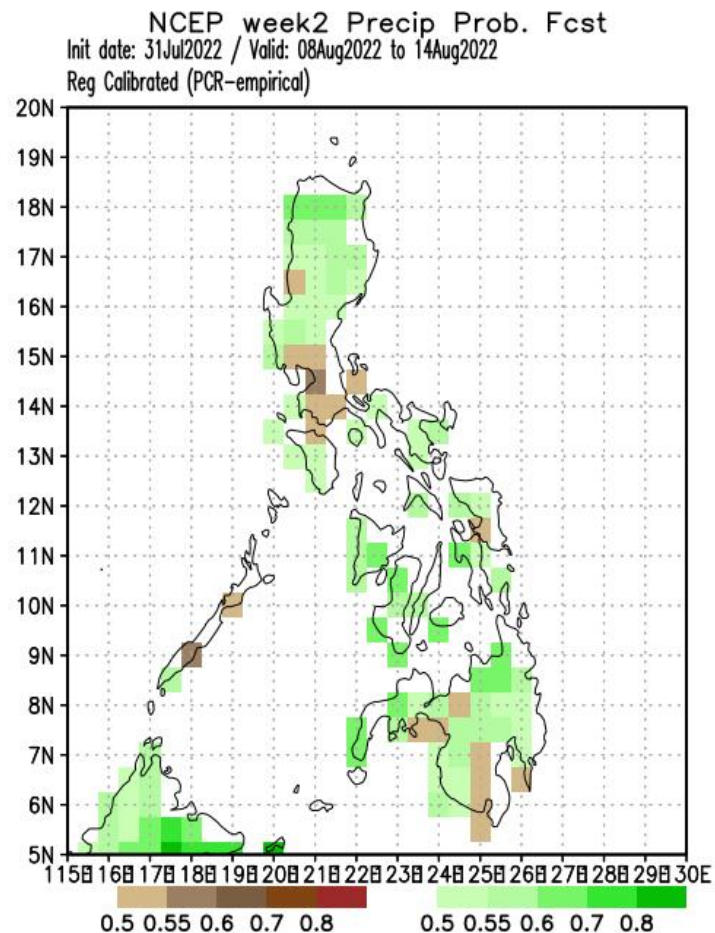 NCEP week2 Precip Prob. Fcst
Init date: 31Jul2022 / Valid: 08Aug2022 to 14Aug2022
Reg Calibrated (PCR-empirical)
20N
19N
18N
17N
16N
15N
14N
13N
12N
11N
10N
9N
8N
7N
6N
5N
115E 116E 117E 118E 119E 120E 121E 122E 123E 124E 125E 126E 127E 128E 129E 130E
0.5 0.55 0.6 0.7 0.8 0.5 0.55 0.6 0.7 0.8